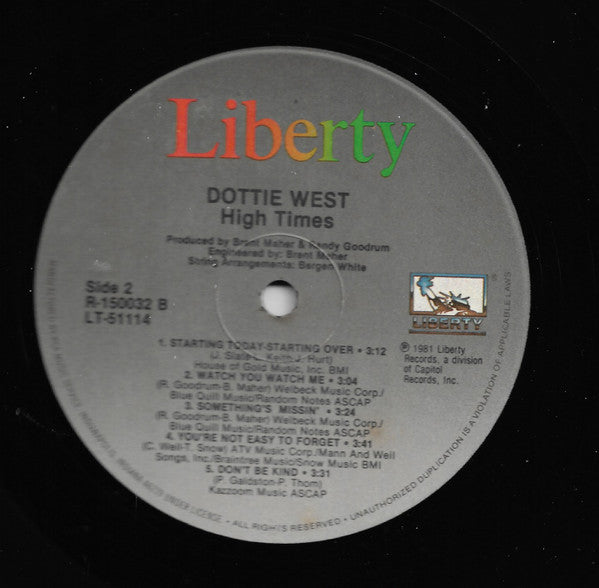 Liberty
DOTTIE WEST
High Times
Produced by Brent Maher & Randy Goodrum
Engineered by: Brent Maher
String Arrangements: Bergen White
Side 2
R-150032 B
LT-51114
LIBERTY
℗ 1981 Liberty
Records, a division
of Capitol
Records, Inc.
1. STARTING TODAY-STARTING OVER • 3:12
(J. Slate-L. Keith-J. Hurt)
House of Gold Music, Inc. BMI
2. WATCH YOU WATCH ME • 3:04
(R. Goodrum-B. Maher) Welbeck Music Corp./
Blue Quill Music/Random Notes ASCAP
3. SOMETHING'S MISSIN' • 3:24
(R. Goodrum-B. Maher) Welbeck Music Corp./
Blue Quill Music/Random Notes ASCAP
4. YOU'RE NOT EASY TO FORGET • 3:41
(C. Weil-T. Snow) ATV Music Corp./Mann And Weil
Songs, Inc./Braintree Music/Snow Music BMI
5. DON'T BE KIND • 3:31
(P. Galdston-P. Thom)
Kazzoom Music ASCAP
UNDER LICENSE • ALL RIGHTS RESERVED • UNAUTHORIZED DUPLICATION IS A VIOLATION OF APPLICABLE LAWS